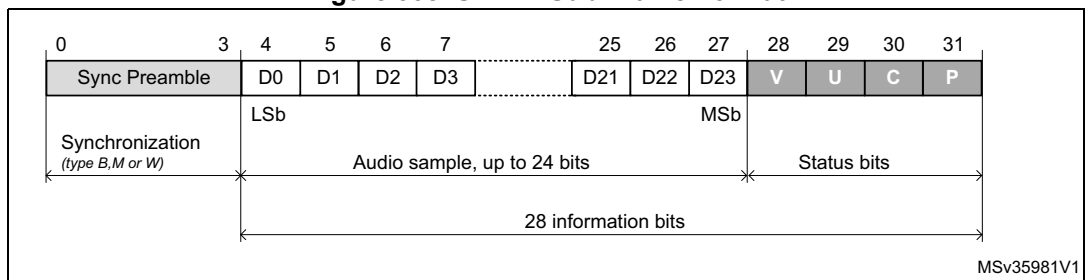 0 3 4 5 6 7 25 26 27 28 29 30 31
Sync Preamble D0 D1 D2 D3 D21 D22 D23 V U C P
LSb MSb
Synchronization
(type B,M or W)
Audio sample, up to 24 bits
Status bits
28 information bits
MSv35981V1